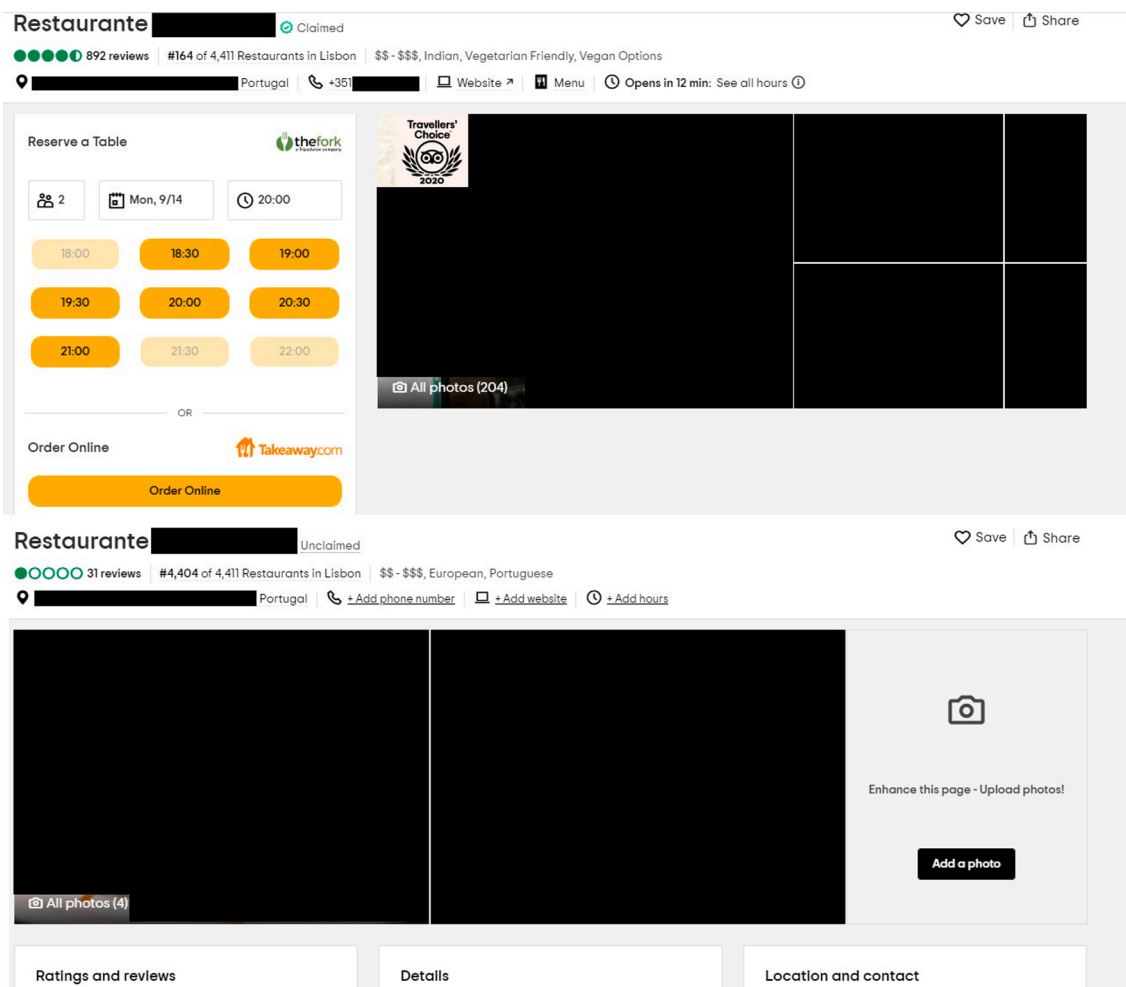 Restaurante Claimed Save Share
892 reviews #164 of 4,411 Restaurants in Lisbon $$ - $$$, Indian, Vegetarian Friendly, Vegan Options
Portugal +351 Website Menu Opens in 12 min: See all hours
Reserve a Table thefork
a Tripadvisor company
2 Mon, 9/14 20:00
18:00 18:30 19:00
19:30 20:00 20:30
21:00 21:30 22:00
OR
Order Online Takeaway.com
Order Online
Travellers'
Choice
2020
All photos (204)
Restaurante Unclaimed Save Share
31 reviews #4,404 of 4,411 Restaurants in Lisbon $$ - $$$, European, Portuguese
Portugal + Add phone number + Add website + Add hours
All photos (4)
Enhance this page - Upload photos!
Add a photo
Ratings and reviews Details Location and contact